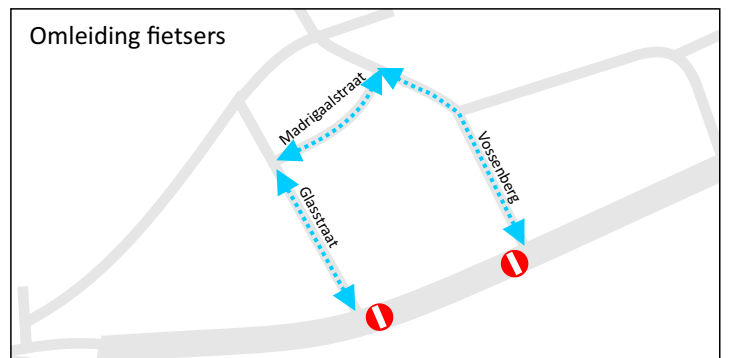 Omleiding fietsers
Madrigaalstraat
Vossenberg
Glasstraat